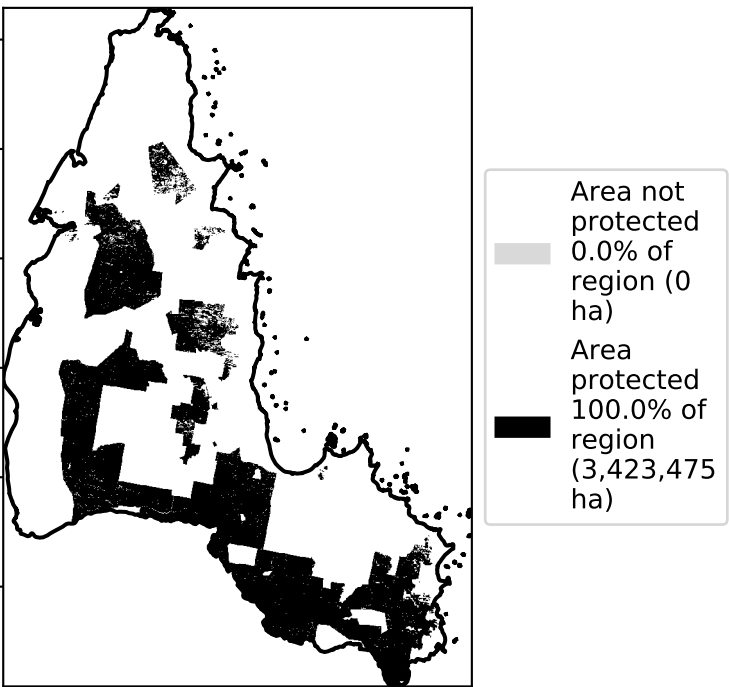 Area not
protected
0.0% of
region (0
ha)
Area
protected
100.0% of
region
(3,423,475
ha)